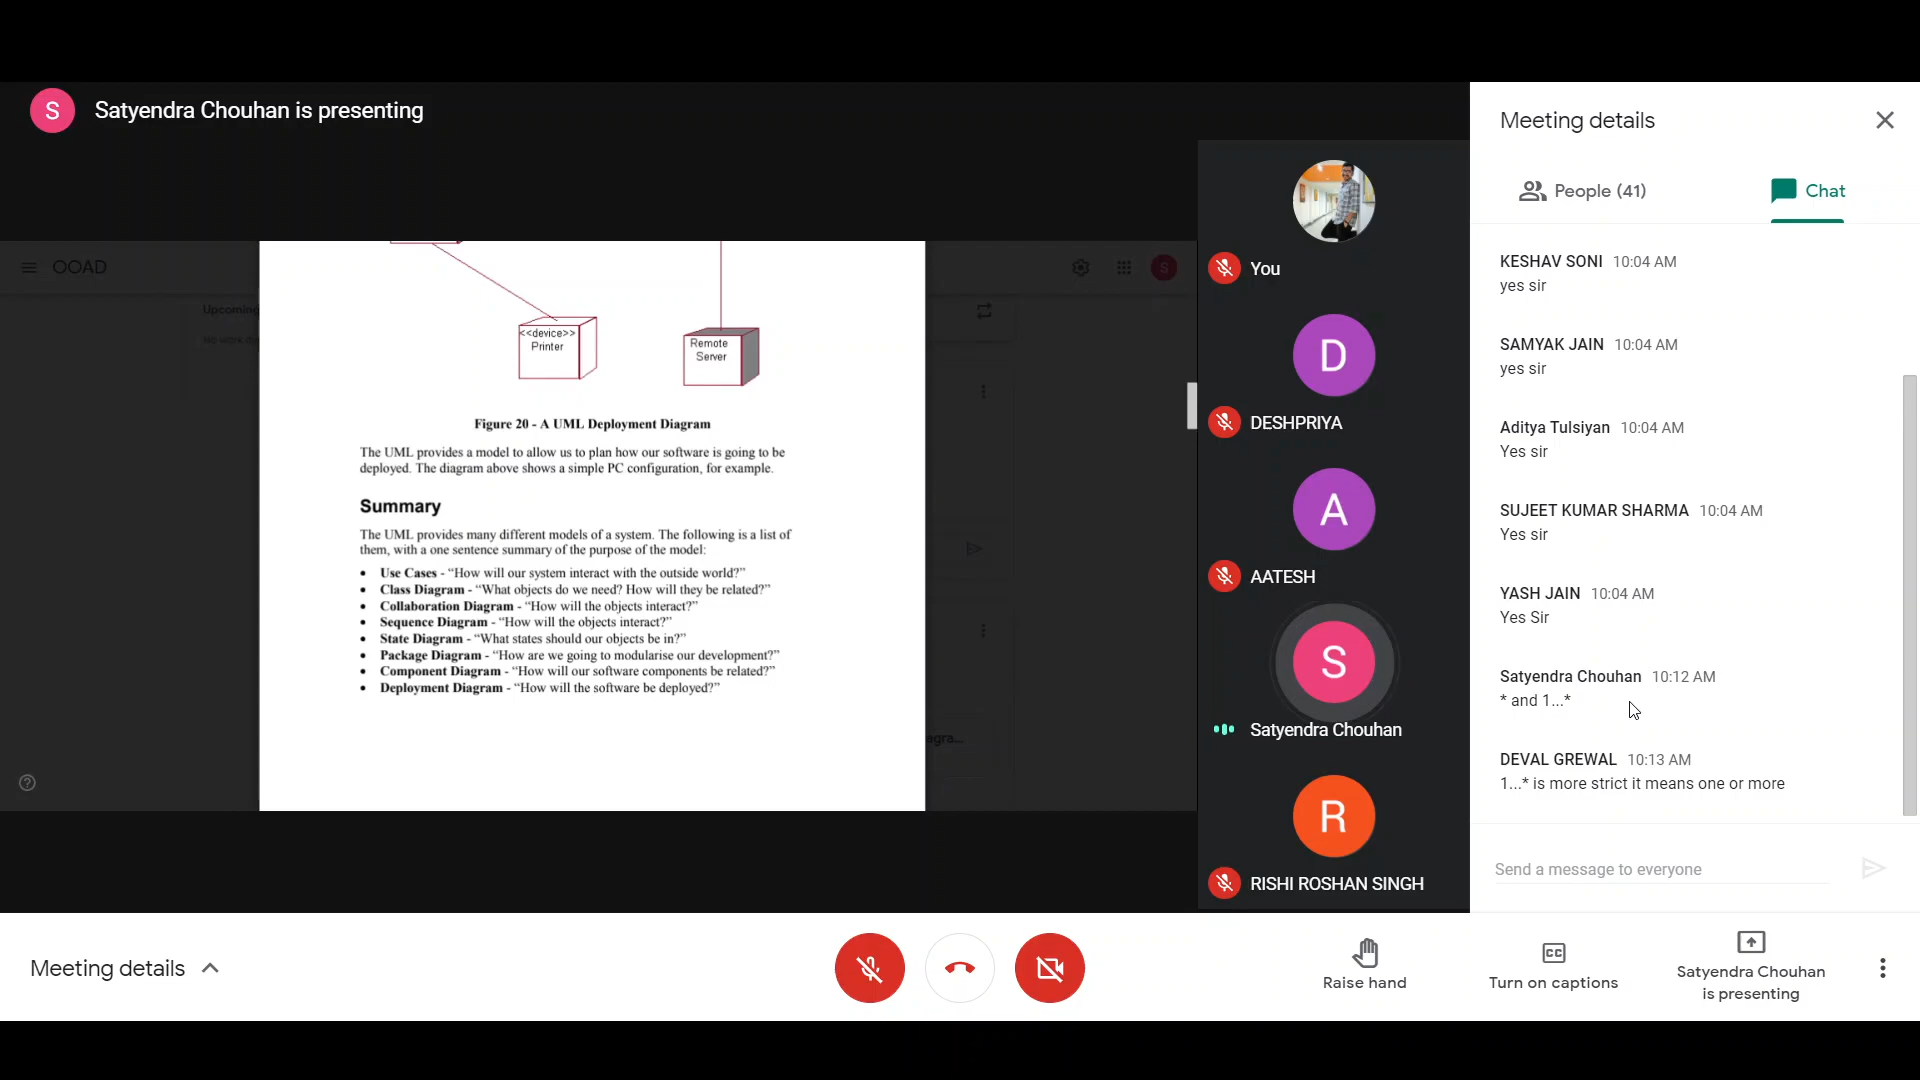 S Satyendra Chouhan is presenting
OOAD
S
Upcoming
<<device>>
Printer
Remote
Server
Figure 20 - A UML Deployment Diagram
The UML provides a model to allow us to plan how our software is going to be
deployed. The diagram above shows a simple PC configuration, for example.
Summary
The UML provides many different models of a system. The following is a list of
them, with a one sentence summary of the purpose of the model:
• Use Cases - “How will our system interact with the outside world?”
• Class Diagram - “What objects do we need? How will they be related?”
• Collaboration Diagram - “How will the objects interact?”
• Sequence Diagram - “How will the objects interact?”
• State Diagram - “What states should our objects be in?”
• Package Diagram - “How are we going to modularise our development?”
• Component Diagram - “How will our software components be related?”
• Deployment Diagram - “How will the software be deployed?”
agra...
You
D
DESHPRIYA
A
AATESH
S
Satyendra Chouhan
R
RISHI ROSHAN SINGH
Meeting details
People (41) Chat
KESHAV SONI 10:04 AM
yes sir
SAMYAK JAIN 10:04 AM
yes sir
Aditya Tulsiyan 10:04 AM
Yes sir
SUJEET KUMAR SHARMA 10:04 AM
Yes sir
YASH JAIN 10:04 AM
Yes Sir
Satyendra Chouhan 10:12 AM
* and 1...*
DEVAL GREWAL 10:13 AM
1...* is more strict it means one or more
Send a message to everyone
Meeting details
Raise hand
CC
Turn on captions
Satyendra Chouhan
is presenting